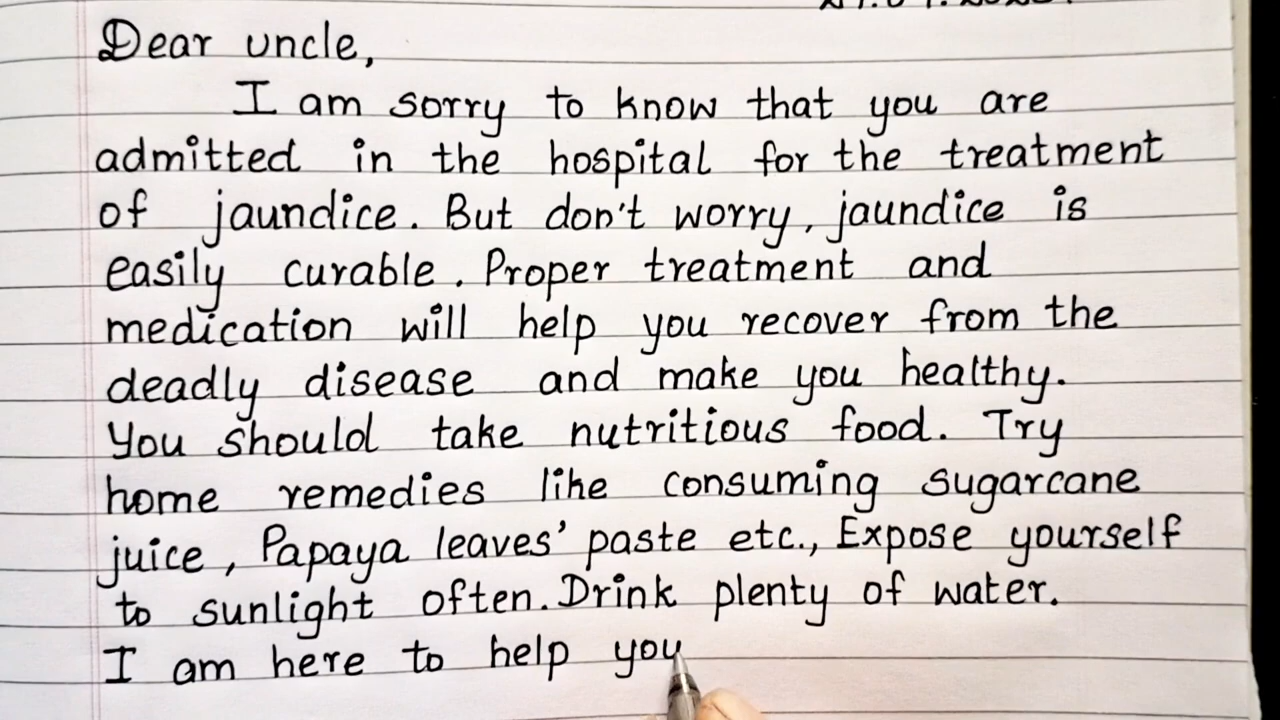 Dear uncle,
I am sorry to know that you are
admitted in the hospital for the treatment
of jaundice. But don't worry, jaundice is
easily curable. Proper treatment and
medication will help you recover from the
deadly disease and make you healthy.
You should take nutritious food. Try
home remedies like consuming sugarcane
juice, Papaya leaves' paste etc., Expose yourself
to sunlight often. Drink plenty of water.
I am here to help you